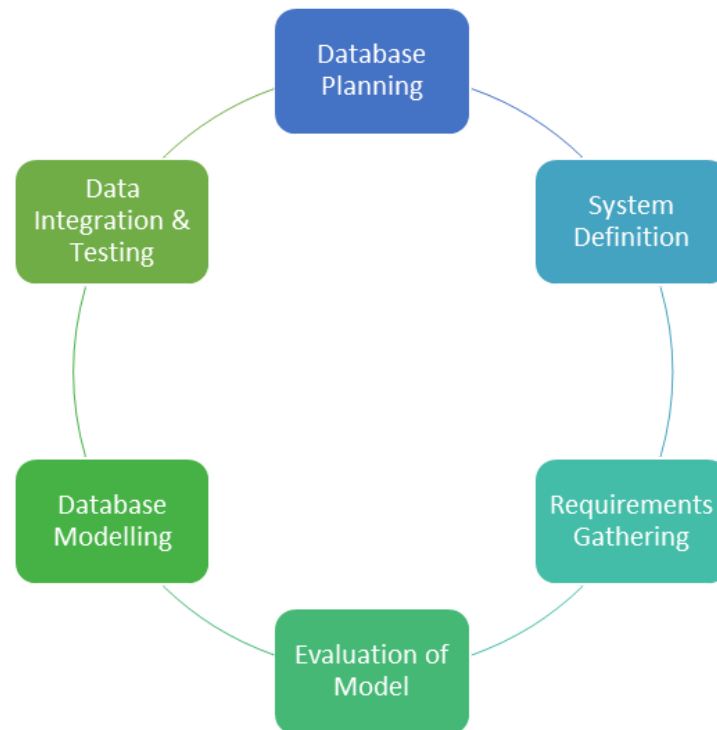 Database
Planning
System
Definition
Requirements
Gathering
Evaluation of
Model
Database
Modelling
Data
Integration &
Testing